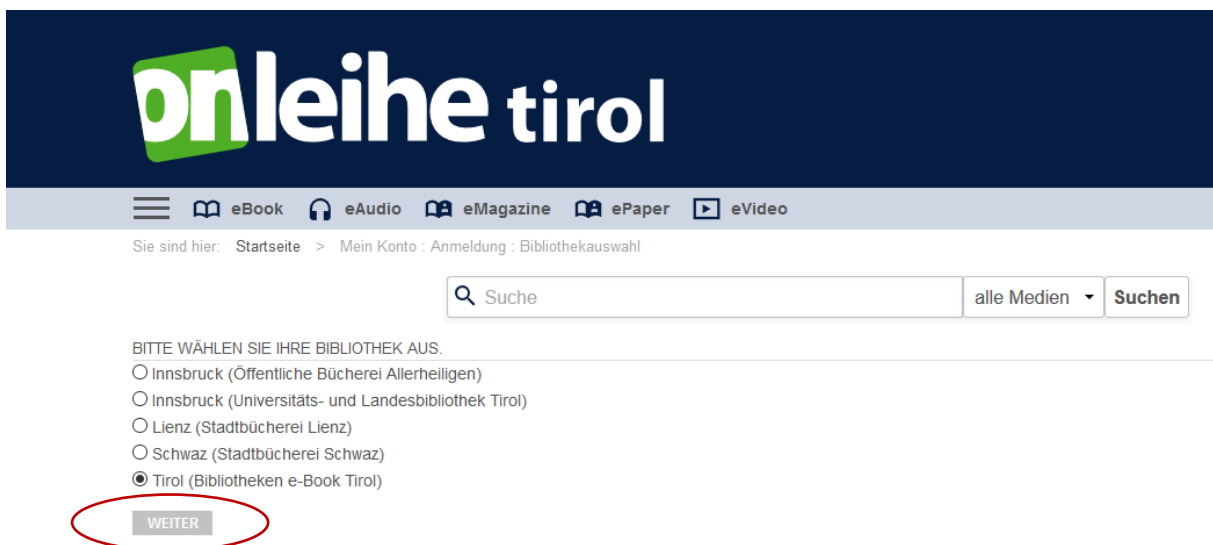 onleihe tirol
eBook eAudio eMagazine ePaper eVideo
Sie sind hier: Startseite > Mein Konto : Anmeldung : Bibliothekauswahl
Suche alle Medien Suchen
BITTE WÄHLEN SIE IHRE BIBLIOTHEK AUS.
Innsbruck (Öffentliche Bücherei Allerheiligen)
Innsbruck (Universitäts- und Landesbibliothek Tirol)
Lienz (Stadtbücherei Lienz)
Schwaz (Stadtbücherei Schwaz)
Tirol (Bibliotheken e-Book Tirol)
WEITER